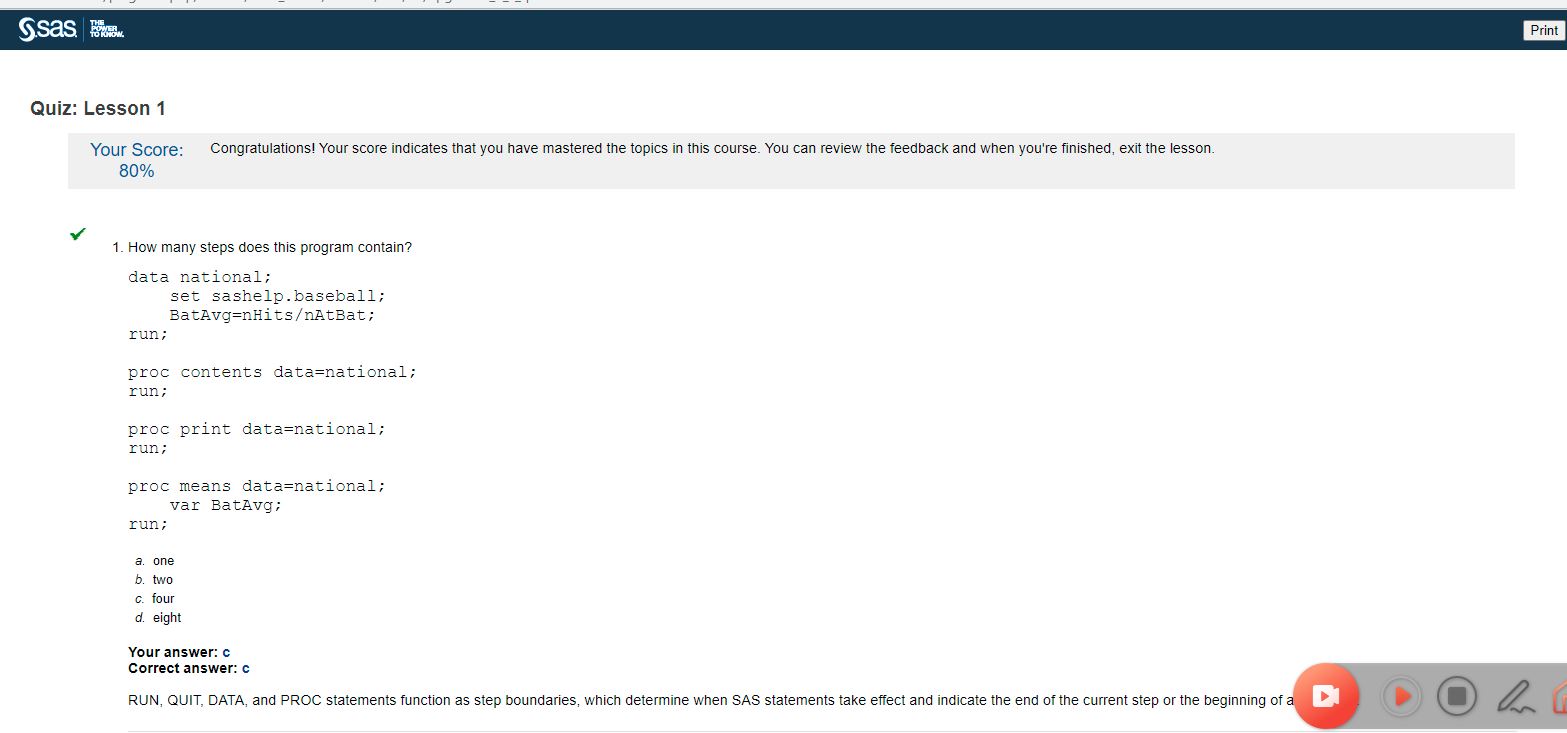 sas THE POWER TO KNOW.
Print
Quiz: Lesson 1
Your Score: 80%
Congratulations! Your score indicates that you have mastered the topics in this course. You can review the feedback and when you're finished, exit the lesson.
1. How many steps does this program contain?
data national;
set sashelp.baseball;
BatAvg=nHits/nAtBat;
run;
proc contents data=national;
run;
proc print data=national;
run;
proc means data=national;
var BatAvg;
run;
a. one
b. two
c. four
d. eight
Your answer: c
Correct answer: c
RUN, QUIT, DATA, and PROC statements function as step boundaries, which determine when SAS statements take effect and indicate the end of the current step or the beginning of a